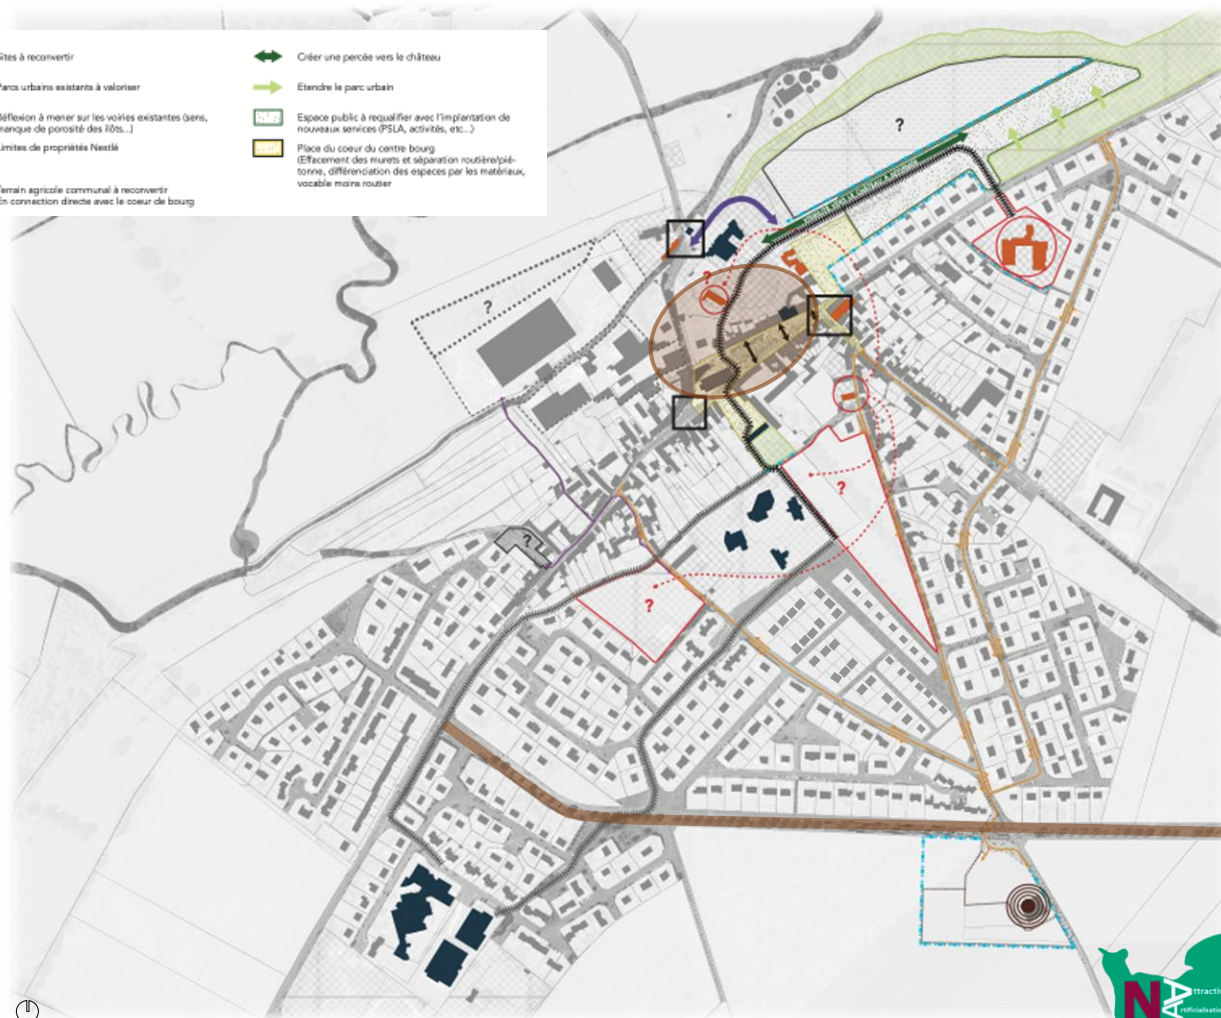 Sites à reconvertir
Parcs urbains existants à valoriser
Réflexion à mener sur les voiries existantes (sens,
manque de porosité des îlôts...)
Limites de propriétés Nestlé
Terrain agricole communal à reconvertir
En connection directe avec le coeur de bourg
Créer une percée vers le château
Etendre le parc urbain
Espace public à requalifier avec l'implantation de
nouveaux services (PSLA, activités, etc...)
Place du coeur du centre bourg
(Effacement des murets et séparation routière/pié-
tonne, différenciation des espaces par les matériaux,
vocable moins routier
?
?
?
?
?
?
N
A
ttractiv
A
rtificialisatio